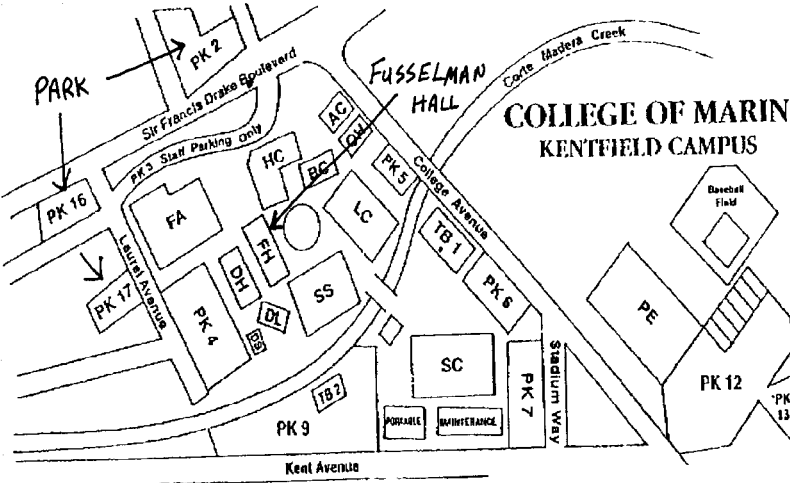 PK 2
PARK
Sir Francis Drake Boulevard
FUSSELMAN
HALL
Corte Madera Creek
COLLEGE OF MARIN
KENTFIELD CAMPUS
PK 3 Staff Parking Only
AC
HC
BC
PK 5
College Avenue
Baseball
Field
PK 16
FA
LC
TB 1
FH
Laurel Avenue
DH
PK 17
PK 4
SS
PK 6
PE
DL
DS
SC
PK 7
Stadium Way
PK 12
*PK
13
TB 2
PK 9
PORTABLE
MAINTENANCE
Kent Avenue